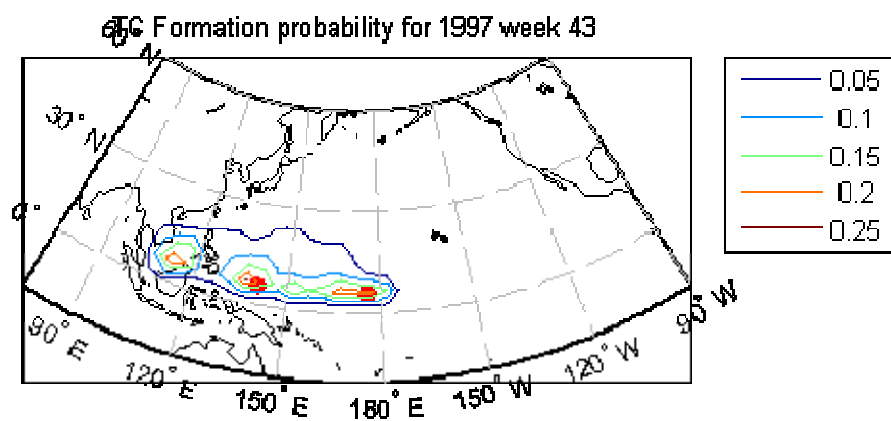 TC Formation probability for 1997 week 43
60° N
30° N
0°
90° E
120° E
150° E
180° E
150° W
120° W
90° W
0.05
0.1
0.15
0.2
0.25